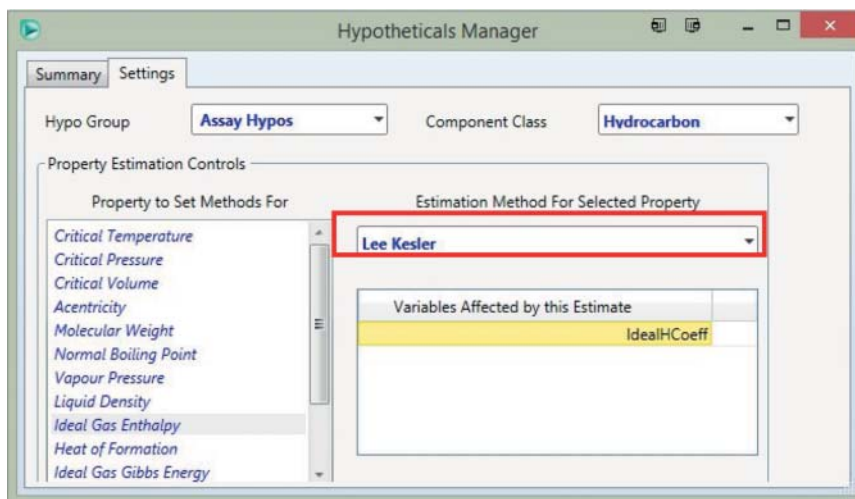 Hypotheticals Manager
Summary Settings
Hypo Group Assay Hypos Component Class Hydrocarbon
Property Estimation Controls
Property to Set Methods For Estimation Method For Selected Property
Critical Temperature
Lee Kesler
Critical Pressure
Critical Volume
Acentricity
Variables Affected by this Estimate
Molecular Weight
IdealHCoeff
Normal Boiling Point
Vapour Pressure
Liquid Density
Ideal Gas Enthalpy
Heat of Formation
Ideal Gas Gibbs Energy